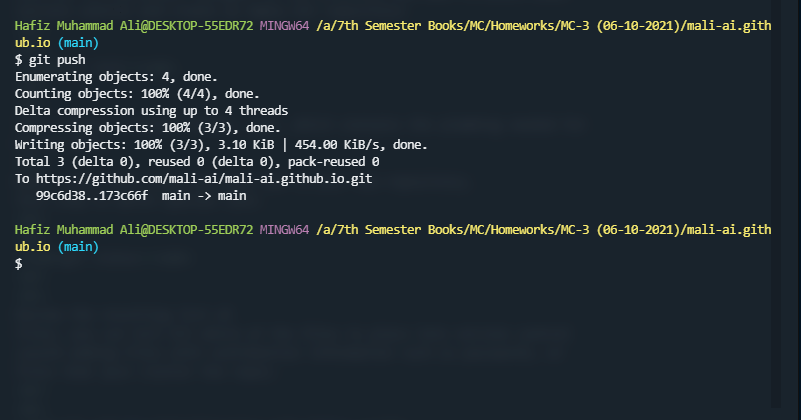 Hafiz Muhammad Ali@DESKTOP-55EDR72 MINGW64 /a/7th Semester Books/MC/Homeworks/MC-3 (06-10-2021)/mali-ai.gith
ub.io (main)
$ git push
Enumerating objects: 4, done.
Counting objects: 100% (4/4), done.
Delta compression using up to 4 threads
Compressing objects: 100% (3/3), done.
Writing objects: 100% (3/3), 3.10 KiB | 454.00 KiB/s, done.
Total 3 (delta 0), reused 0 (delta 0), pack-reused 0
To https://github.com/mali-ai/mali-ai.github.io.git
   99c6d38..173c66f  main -> main

Hafiz Muhammad Ali@DESKTOP-55EDR72 MINGW64 /a/7th Semester Books/MC/Homeworks/MC-3 (06-10-2021)/mali-ai.gith
ub.io (main)
$